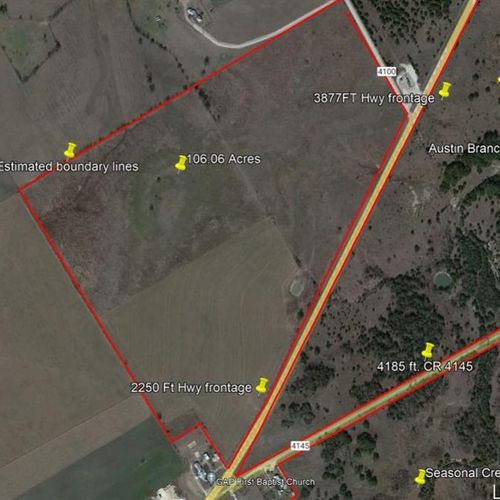 4100
3877FT Hwy frontage
Austin Branc
Estimated boundary lines
106 06 Acres
4185 ft. CR 4145
2250 Ft Hwy frontage
4145
GAP First Baptist Church
Seasonal Cre